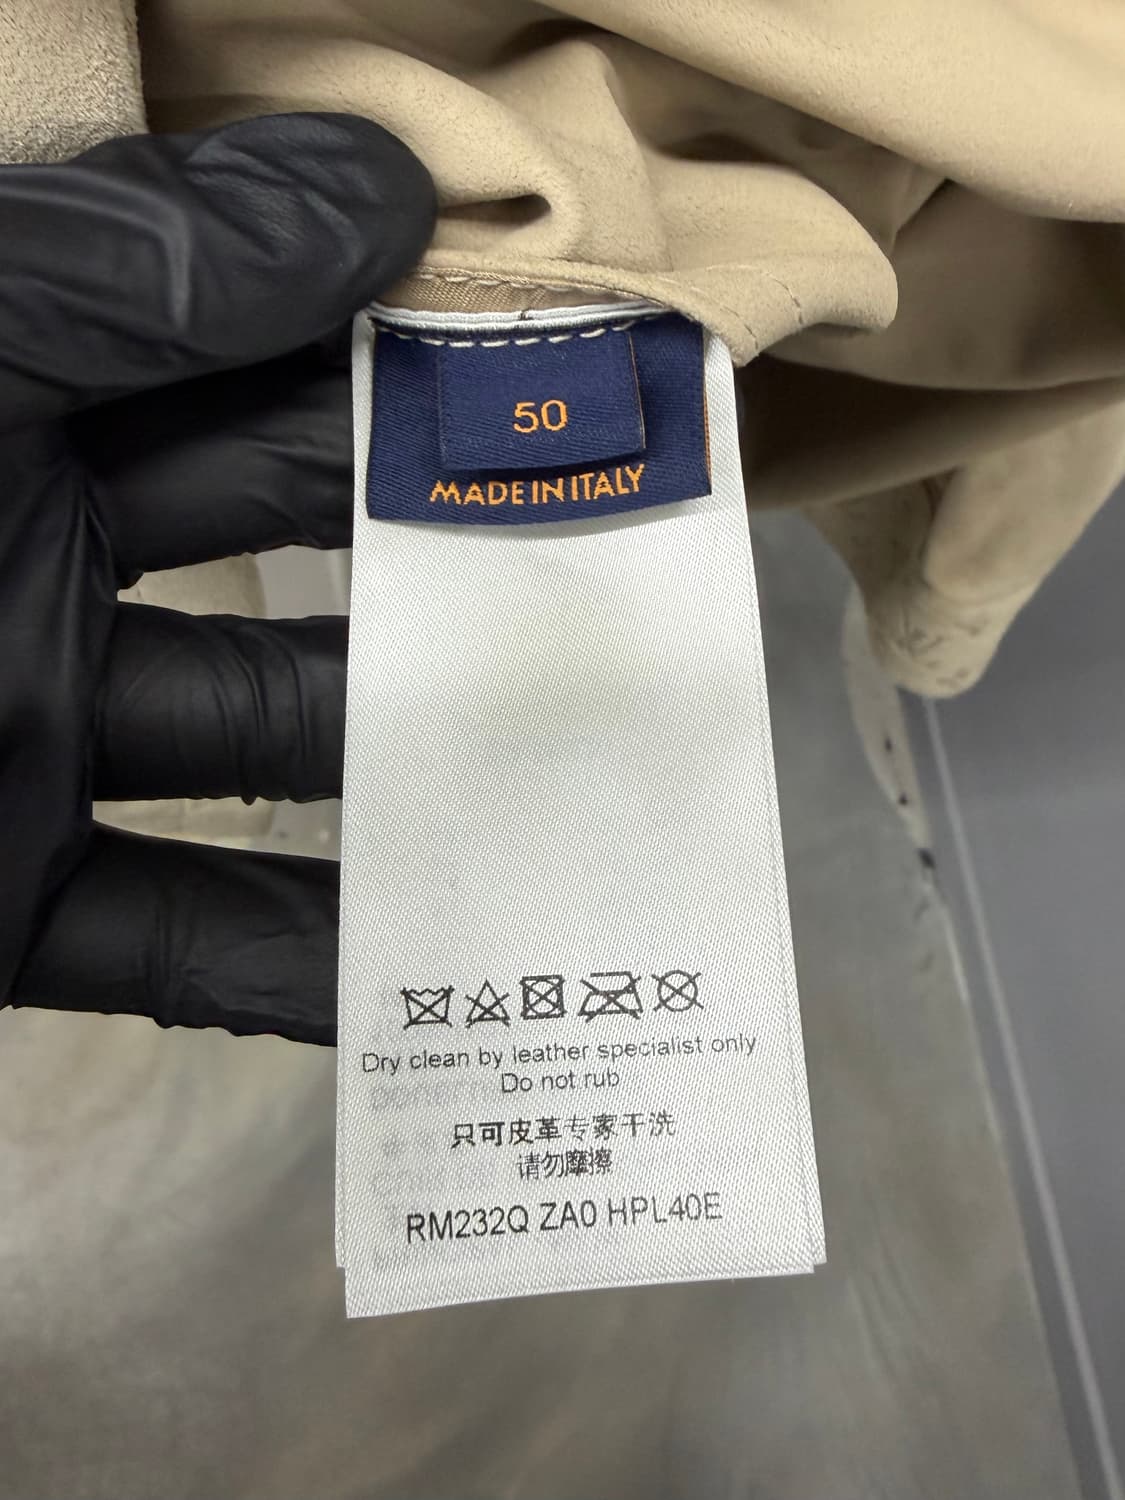 50
MADE IN ITALY
Dry clean by leather specialist only
Do not rub
只可皮革专家干洗
请勿摩擦
RM232Q ZA0 HPL40E